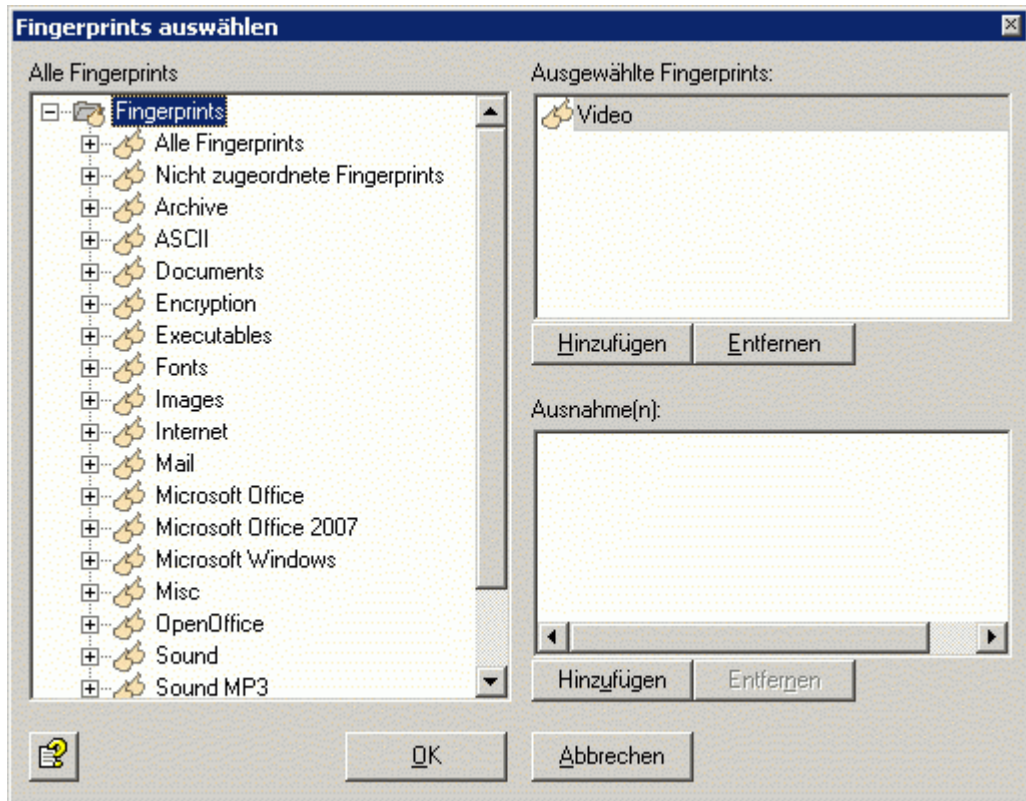 Fingerprints auswählen
Alle Fingerprints
Fingerprints
Alle Fingerprints
Nicht zugeordnete Fingerprints
Archive
ASCII
Documents
Encryption
Executables
Fonts
Images
Internet
Mail
Microsoft Office
Microsoft Office 2007
Microsoft Windows
Misc
OpenOffice
Sound
Sound MP3
Ausgewählte Fingerprints:
Video
Hinzufügen Entfernen
Ausnahme(n):
Hinzufügen Entfernen
OK Abbrechen